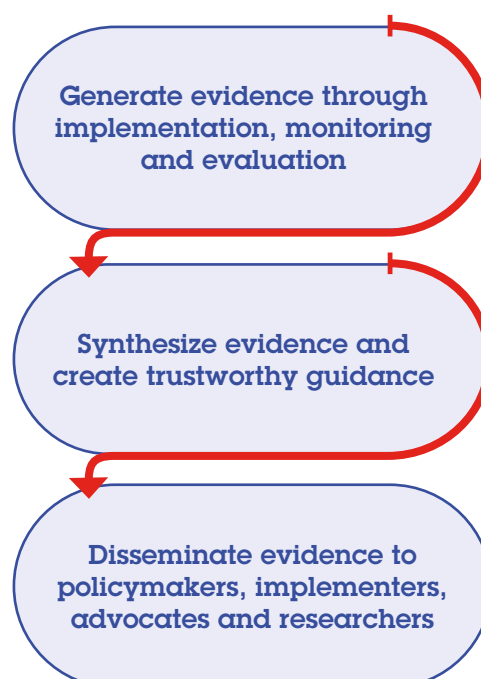 Generate evidence through
implementation, monitoring
and evaluation
Synthesize evidence and
create trustworthy guidance
Disseminate evidence to
policymakers, implementers,
advocates and researchers